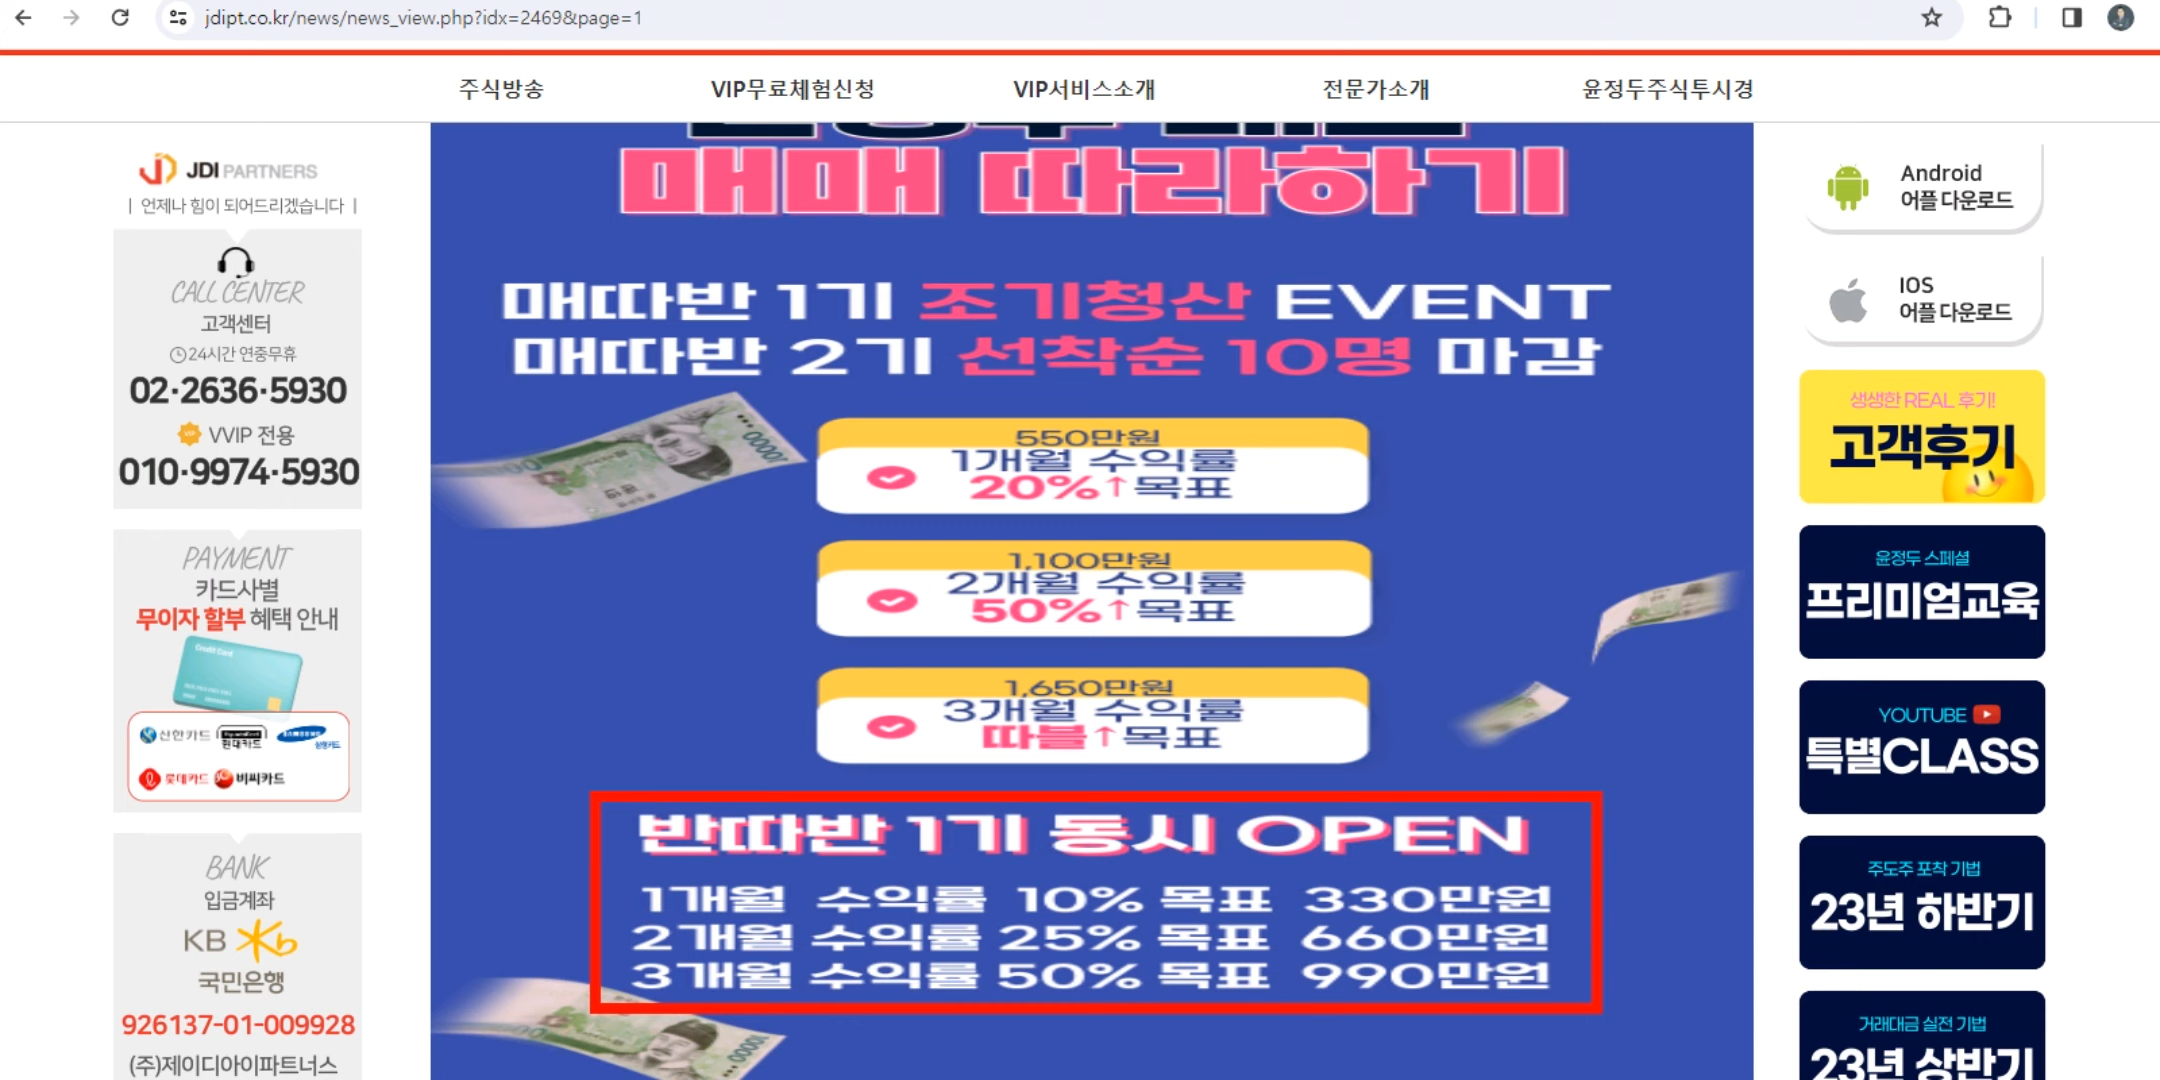 jdipt.co.kr/news/news_view.php?idx=2469&page=1
주식방송
VIP무료체험신청
VIP서비스소개
전문가소개
윤정두주식투시경
JDI PARTNERS
| 언제나 힘이 되어드리겠습니다 |
CALL CENTER
고객센터
24시간 연중무휴
02·2636·5930
VIP VVIP 전용
010·9974·5930
PAYMENT
카드사별
무이자 할부 혜택 안내
Credit Card
신한카드
현대카드
삼성카드
롯데카드
비씨카드
BANK
입금계좌
KB
국민은행
926137-01-009928
(주)제이디아이파트너스
매매 따라하기
매따반 1기 조기청산 EVENT
매따반 2기 선착순 10명 마감
10000
550만원
1개월 수익률
20%↑목표
1,100만원
2개월 수익률
50%↑목표
1,650만원
3개월 수익률
따블↑목표
반따반 1기 동시 OPEN
1개월 수익률 10% 목표 330만원
2개월 수익률 25% 목표 660만원
3개월 수익률 50% 목표 990만원
10000
Android
어플 다운로드
IOS
어플 다운로드
생생한 REAL 후기!
고객후기
윤정두 스페셜
프리미엄교육
YOUTUBE
특별CLASS
주도주 포착 기법
23년 하반기
거래대금 실전 기법
23년 상반기